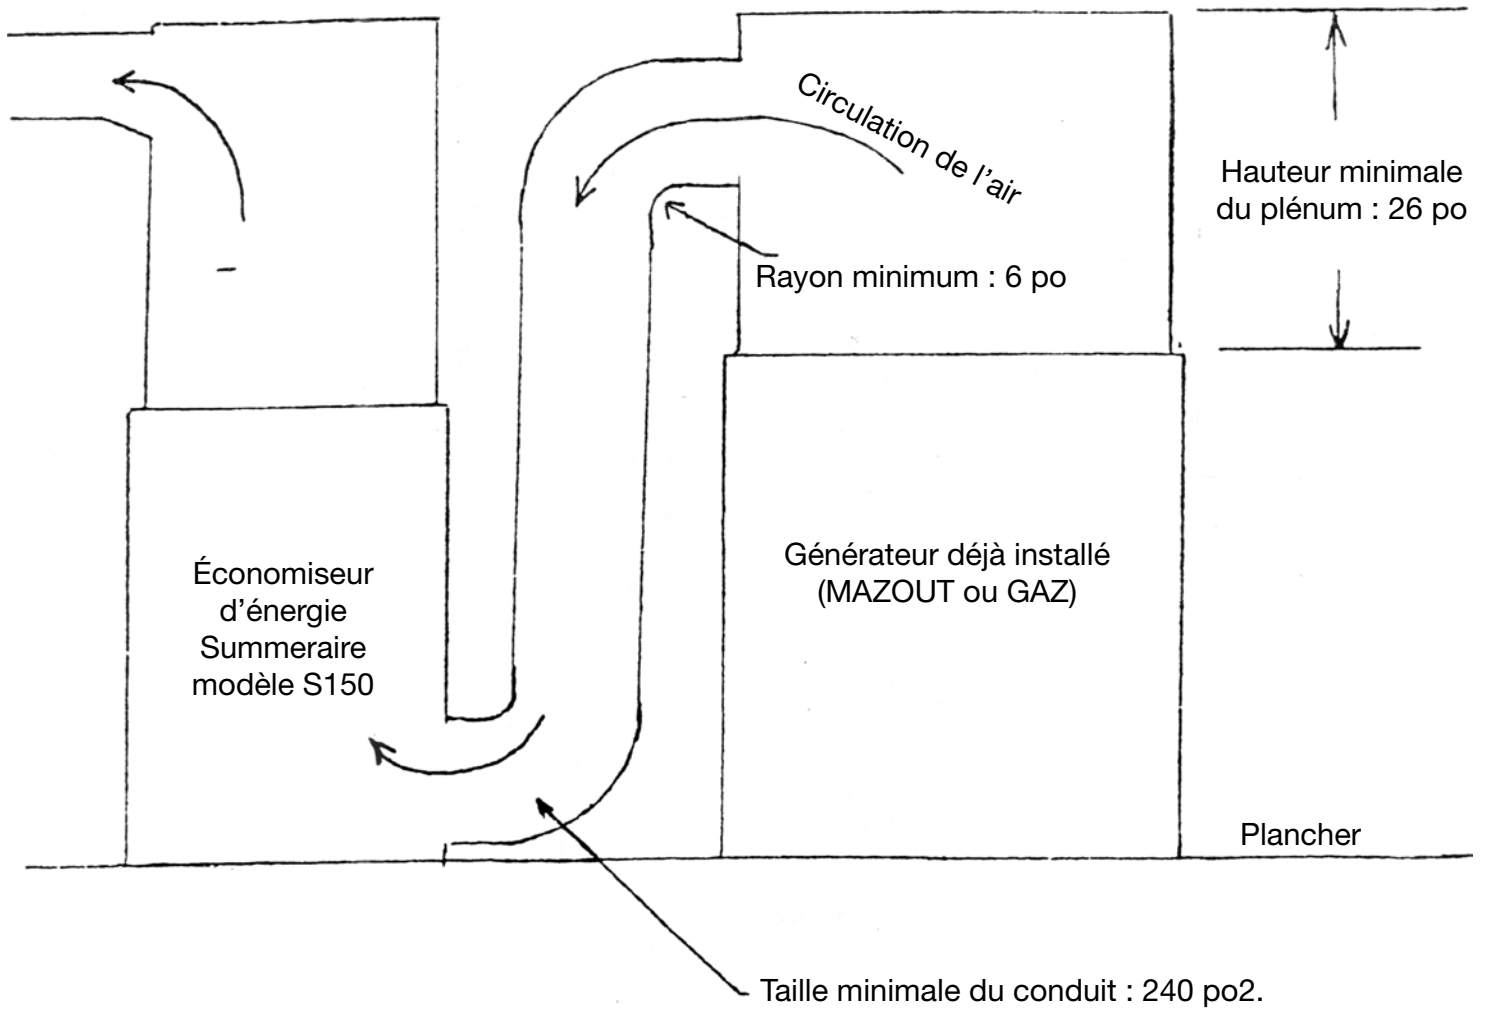 Circulation de l'air
Hauteur minimale
du plénum : 26 po
Rayon minimum : 6 po
Économiseur
d'énergie
Summeraire
modèle S150
Générateur déjà installé
(MAZOUT ou GAZ)
Plancher
Taille minimale du conduit : 240 po2.